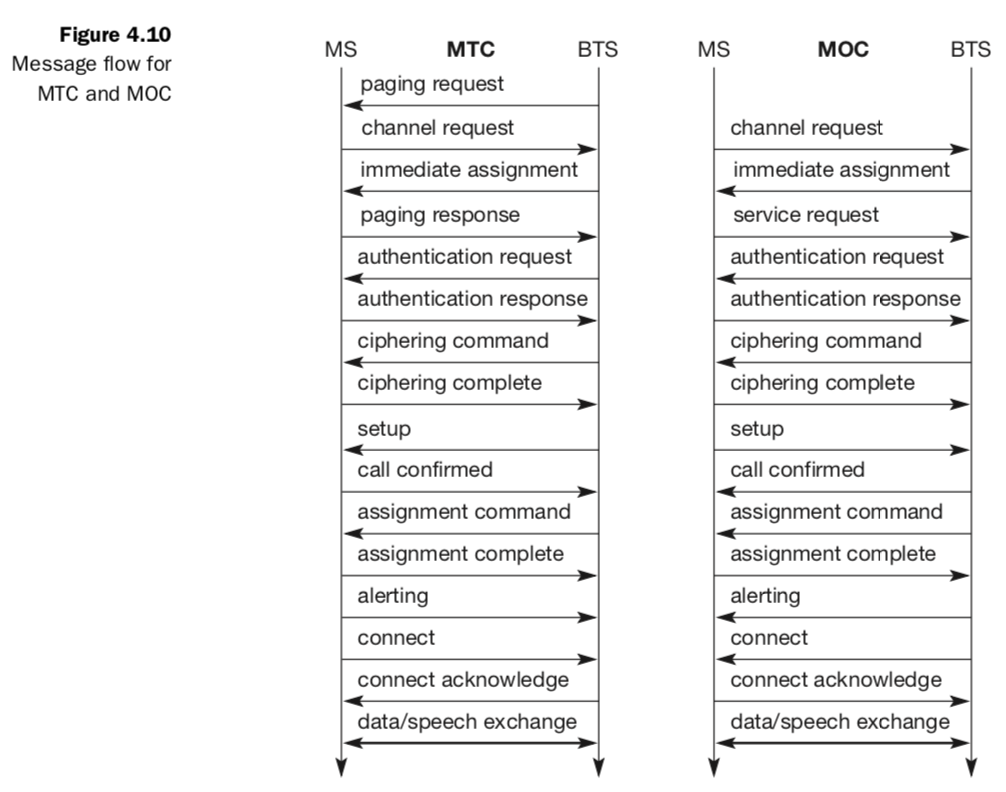 Figure 4.10
Message flow for
MTC and MOC
MS MTC BTS
paging request
channel request
immediate assignment
paging response
authentication request
authentication response
ciphering command
ciphering complete
setup
call confirmed
assignment command
assignment complete
alerting
connect
connect acknowledge
data/speech exchange
MS MOC BTS
channel request
immediate assignment
service request
authentication request
authentication response
ciphering command
ciphering complete
setup
call confirmed
assignment command
assignment complete
alerting
connect
connect acknowledge
data/speech exchange